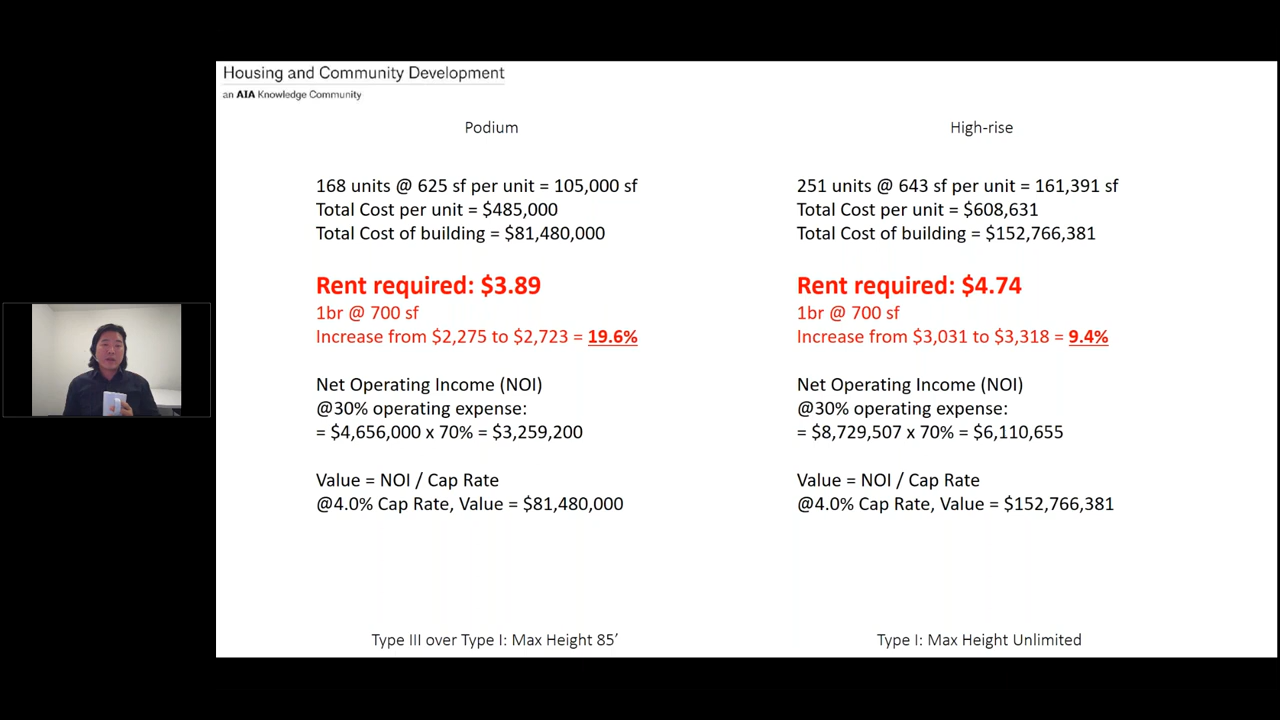 Housing and Community Development
an AIA Knowledge Community
Podium
168 units @ 625 sf per unit = 105,000 sf
Total Cost per unit = $485,000
Total Cost of building = $81,480,000
Rent required: $3.89
1br @ 700 sf
Increase from $2,275 to $2,723 = 19.6%
Net Operating Income (NOI)
@30% operating expense:
= $4,656,000 x 70% = $3,259,200
Value = NOI / Cap Rate
@4.0% Cap Rate, Value = $81,480,000
Type III over Type I: Max Height 85’
High-rise
251 units @ 643 sf per unit = 161,391 sf
Total Cost per unit = $608,631
Total Cost of building = $152,766,381
Rent required: $4.74
1br @ 700 sf
Increase from $3,031 to $3,318 = 9.4%
Net Operating Income (NOI)
@30% operating expense:
= $8,729,507 x 70% = $6,110,655
Value = NOI / Cap Rate
@4.0% Cap Rate, Value = $152,766,381
Type I: Max Height Unlimited